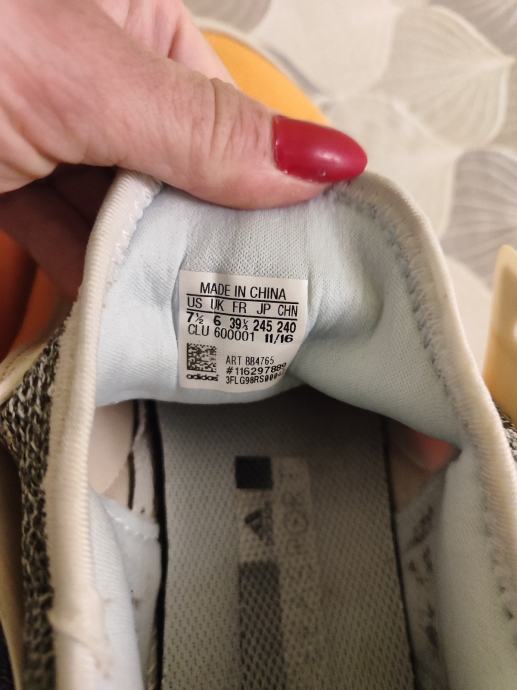 MADE IN CHINA
US UK FR JP CHN
7½ 6 39⅓ 245 240
CLU 600001 11/16
ART BB4765
adidas